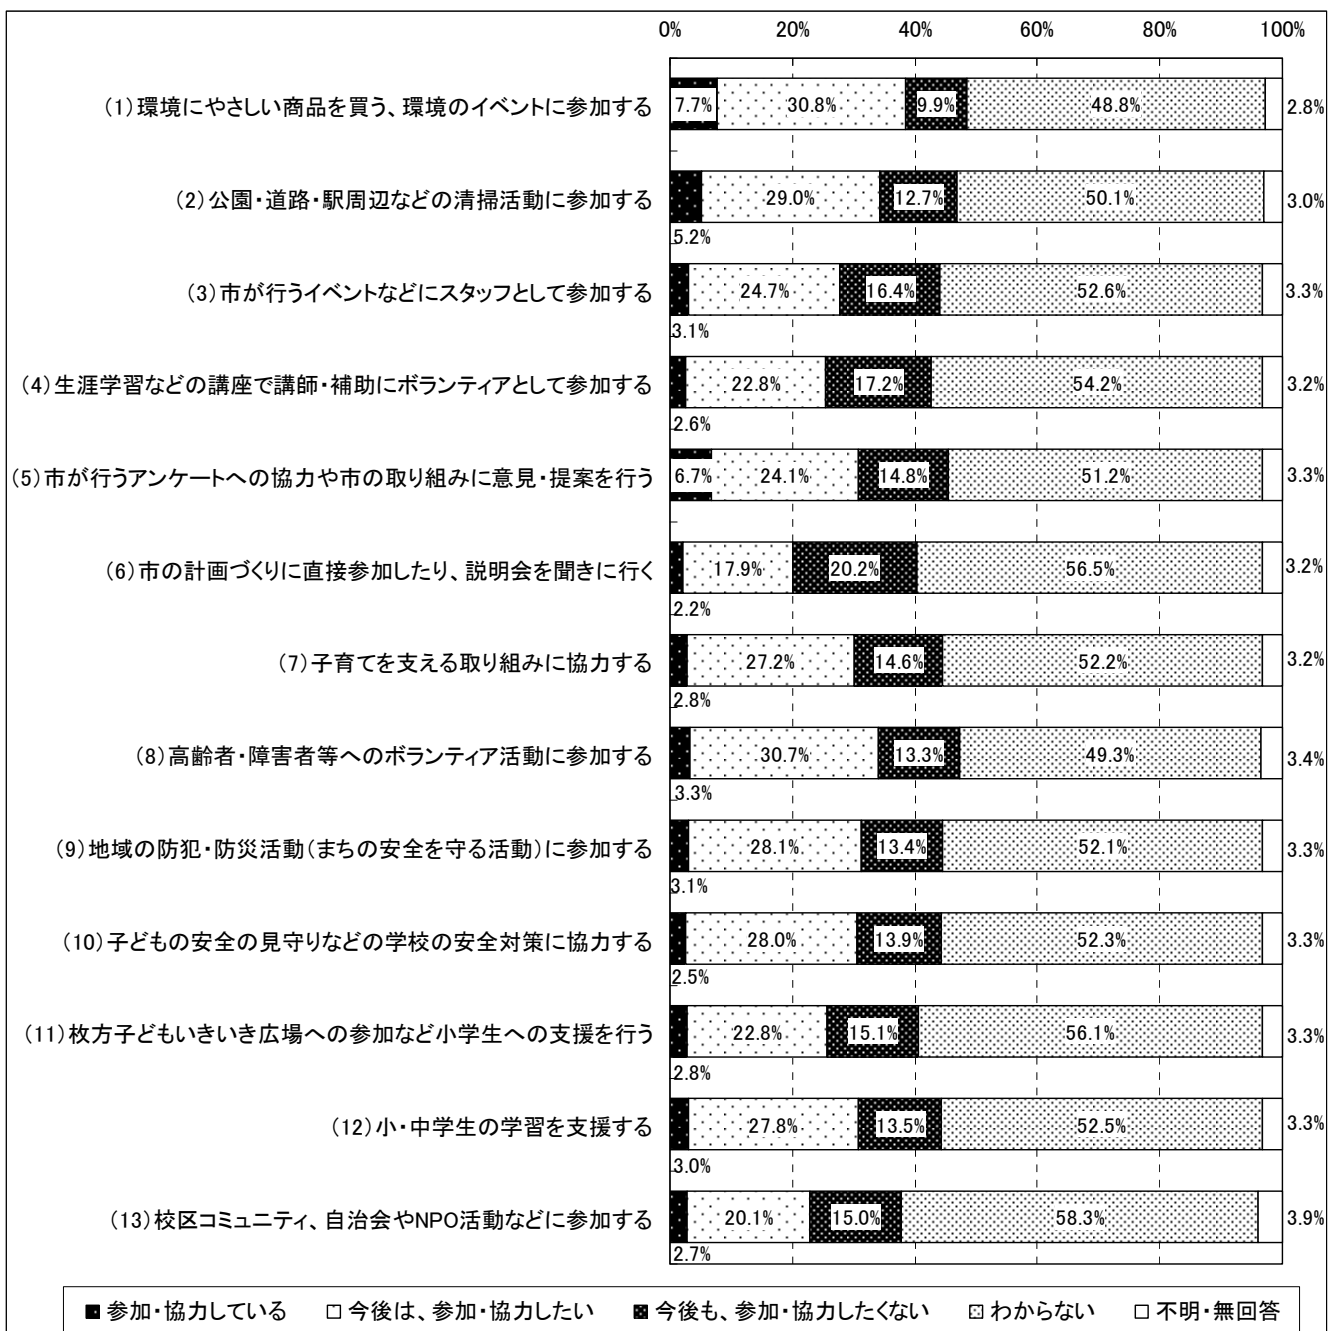 0% 20% 40% 60% 80% 100%
(1)環境にやさしい商品を買う、環境のイベントに参加する 7.7% 30.8% 9.9% 48.8% 2.8%
(2)公園・道路・駅周辺などの清掃活動に参加する 29.0% 12.7% 50.1% 3.0%
5.2%
(3)市が行うイベントなどにスタッフとして参加する 24.7% 16.4% 52.6% 3.3%
3.1%
(4)生涯学習などの講座で講師・補助にボランティアとして参加する 22.8% 17.2% 54.2% 3.2%
2.6%
(5)市が行うアンケートへの協力や市の取り組みに意見・提案を行う 6.7% 24.1% 14.8% 51.2% 3.3%
(6)市の計画づくりに直接参加したり、説明会を聞きに行く 17.9% 20.2% 56.5% 3.2%
2.2%
(7)子育てを支える取り組みに協力する 27.2% 14.6% 52.2% 3.2%
2.8%
(8)高齢者・障害者等へのボランティア活動に参加する 30.7% 13.3% 49.3% 3.4%
3.3%
(9)地域の防犯・防災活動(まちの安全を守る活動)に参加する 28.1% 13.4% 52.1% 3.3%
3.1%
(10)子どもの安全の見守りなどの学校の安全対策に協力する 28.0% 13.9% 52.3% 3.3%
2.5%
(11)枚方子どもいきいき広場への参加など小学生への支援を行う 22.8% 15.1% 56.1% 3.3%
2.8%
(12)小・中学生の学習を支援する 27.8% 13.5% 52.5% 3.3%
3.0%
(13)校区コミュニティ、自治会やNPO活動などに参加する 20.1% 15.0% 58.3% 3.9%
2.7%
参加・協力している 今後は、参加・協力したい 今後も、参加・協力したくない わからない 不明・無回答